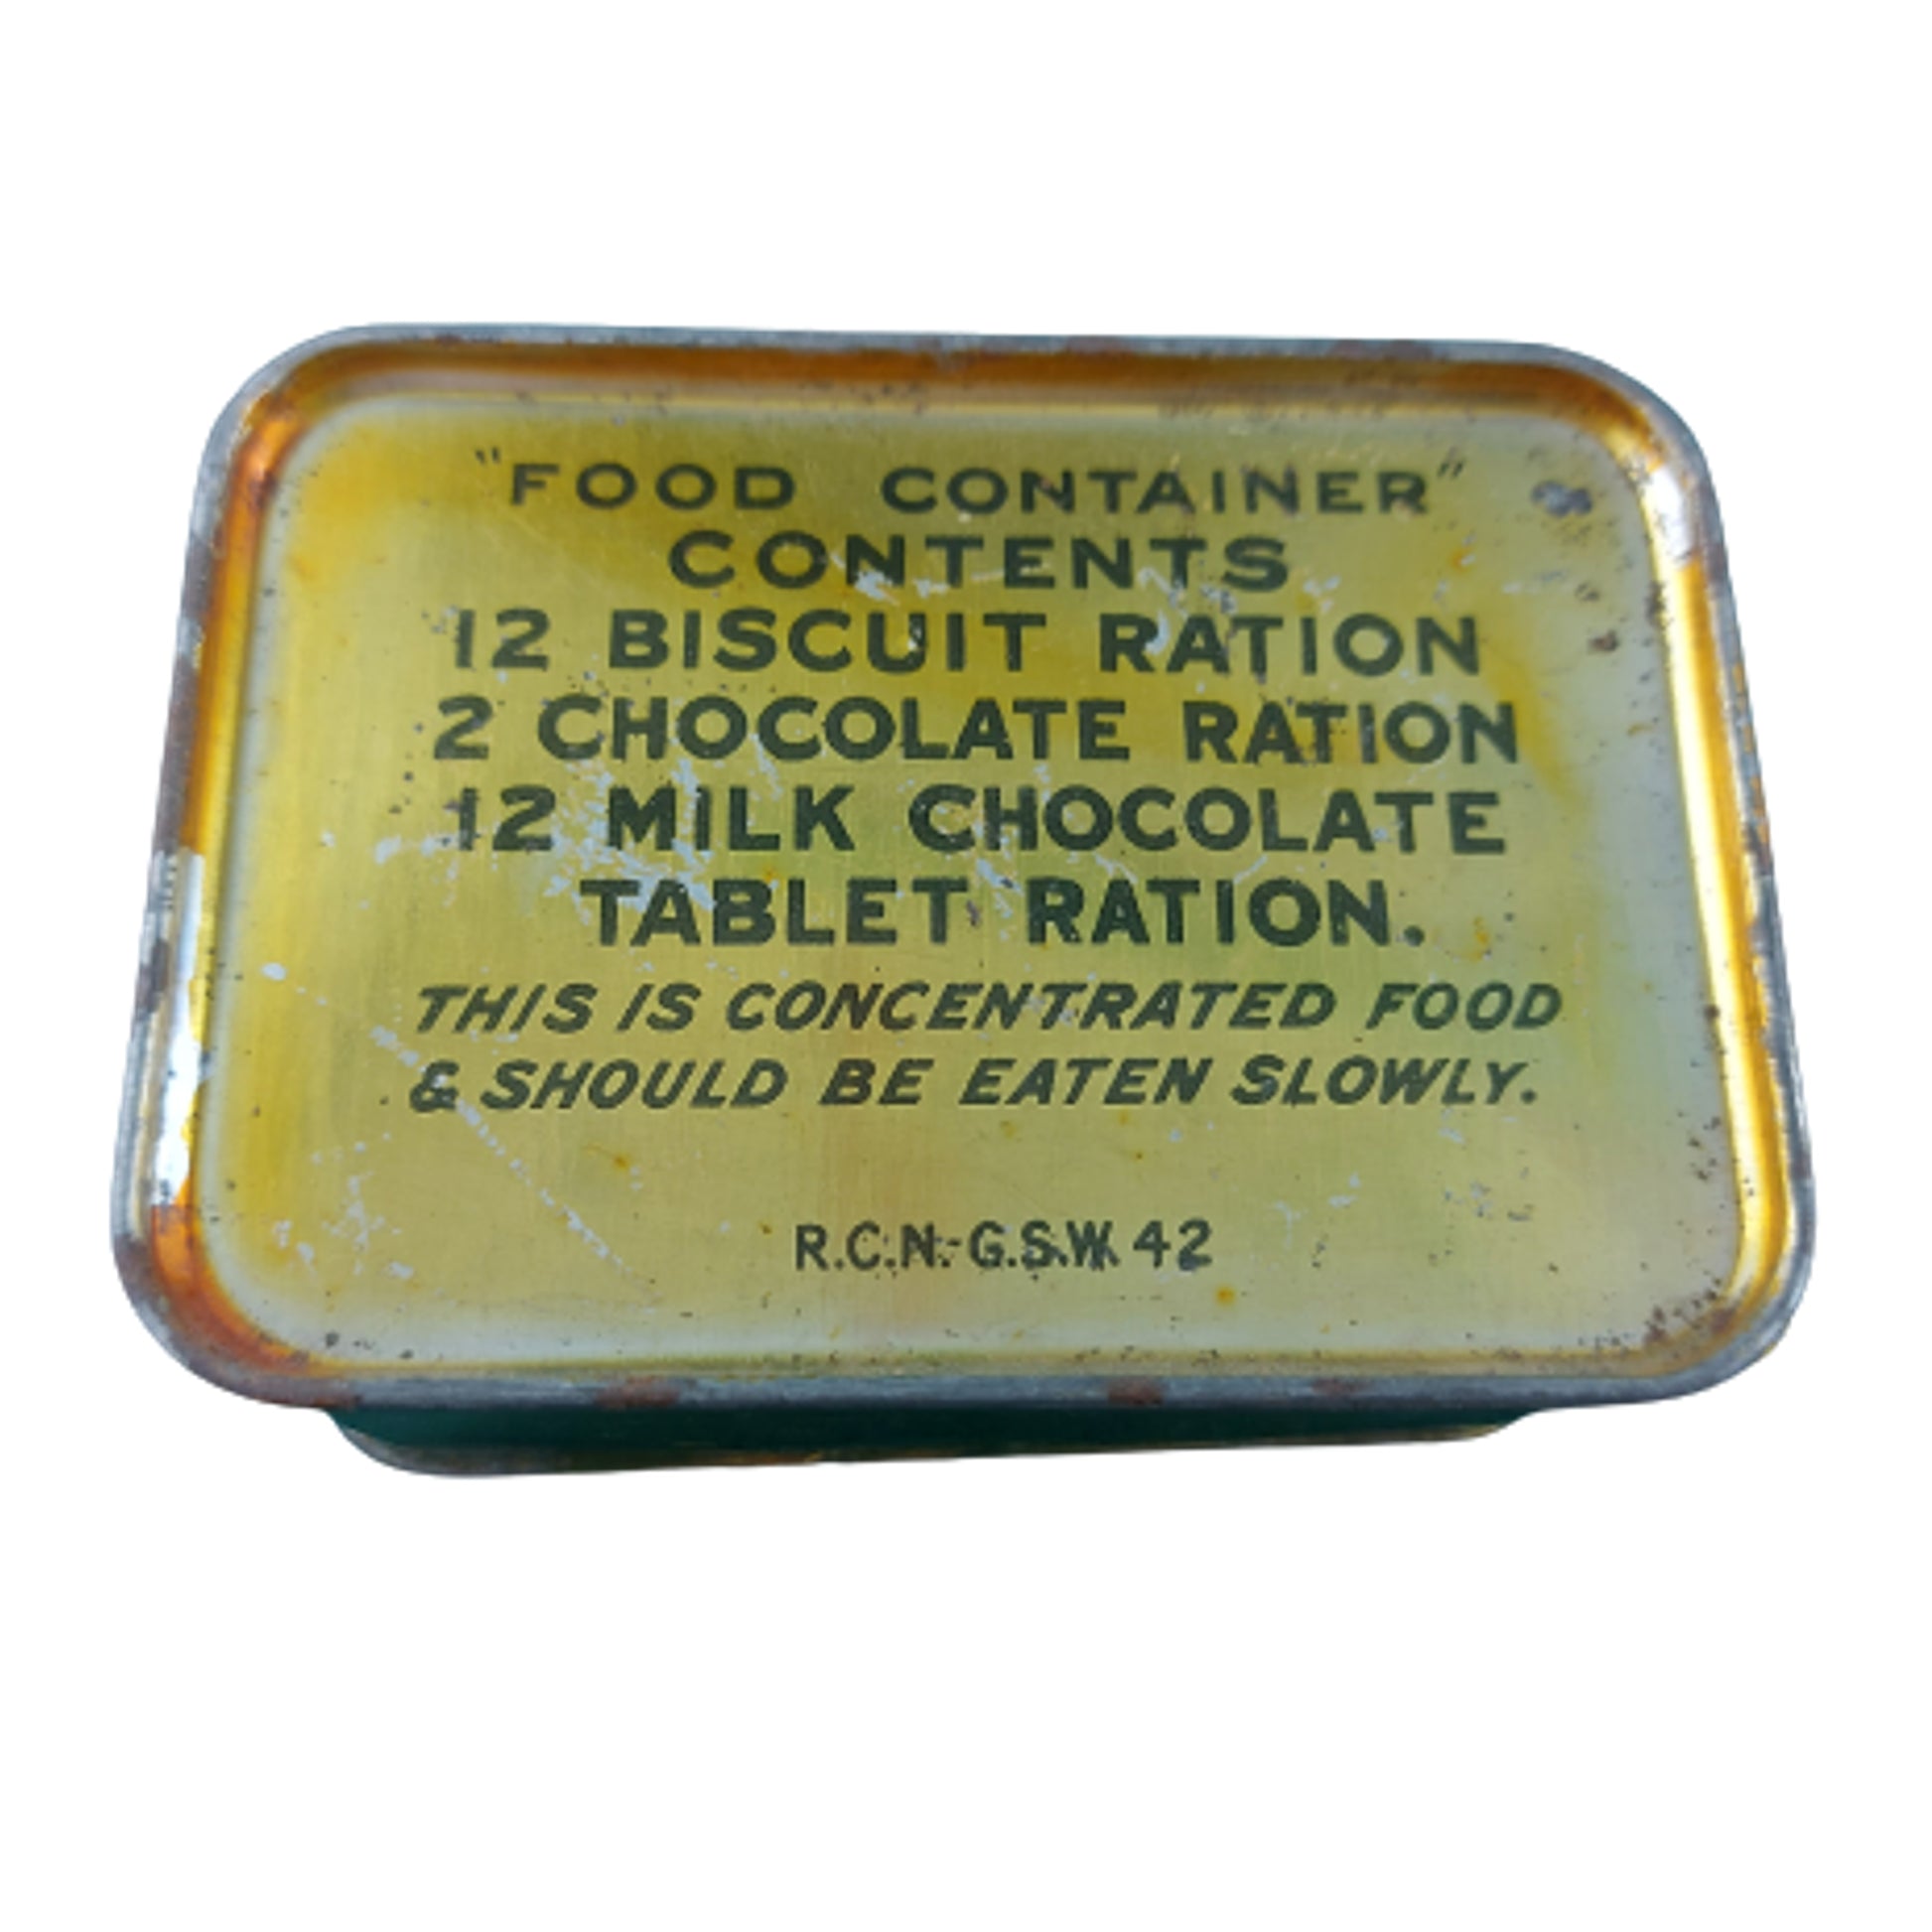 "FOOD CONTAINER"
CONTENTS
12 BISCUIT RATION
2 CHOCOLATE RATION
12 MILK CHOCOLATE
TABLET RATION.
THIS IS CONCENTRATED FOOD
& SHOULD BE EATEN SLOWLY.
R.C.N.-G.S.W. 42